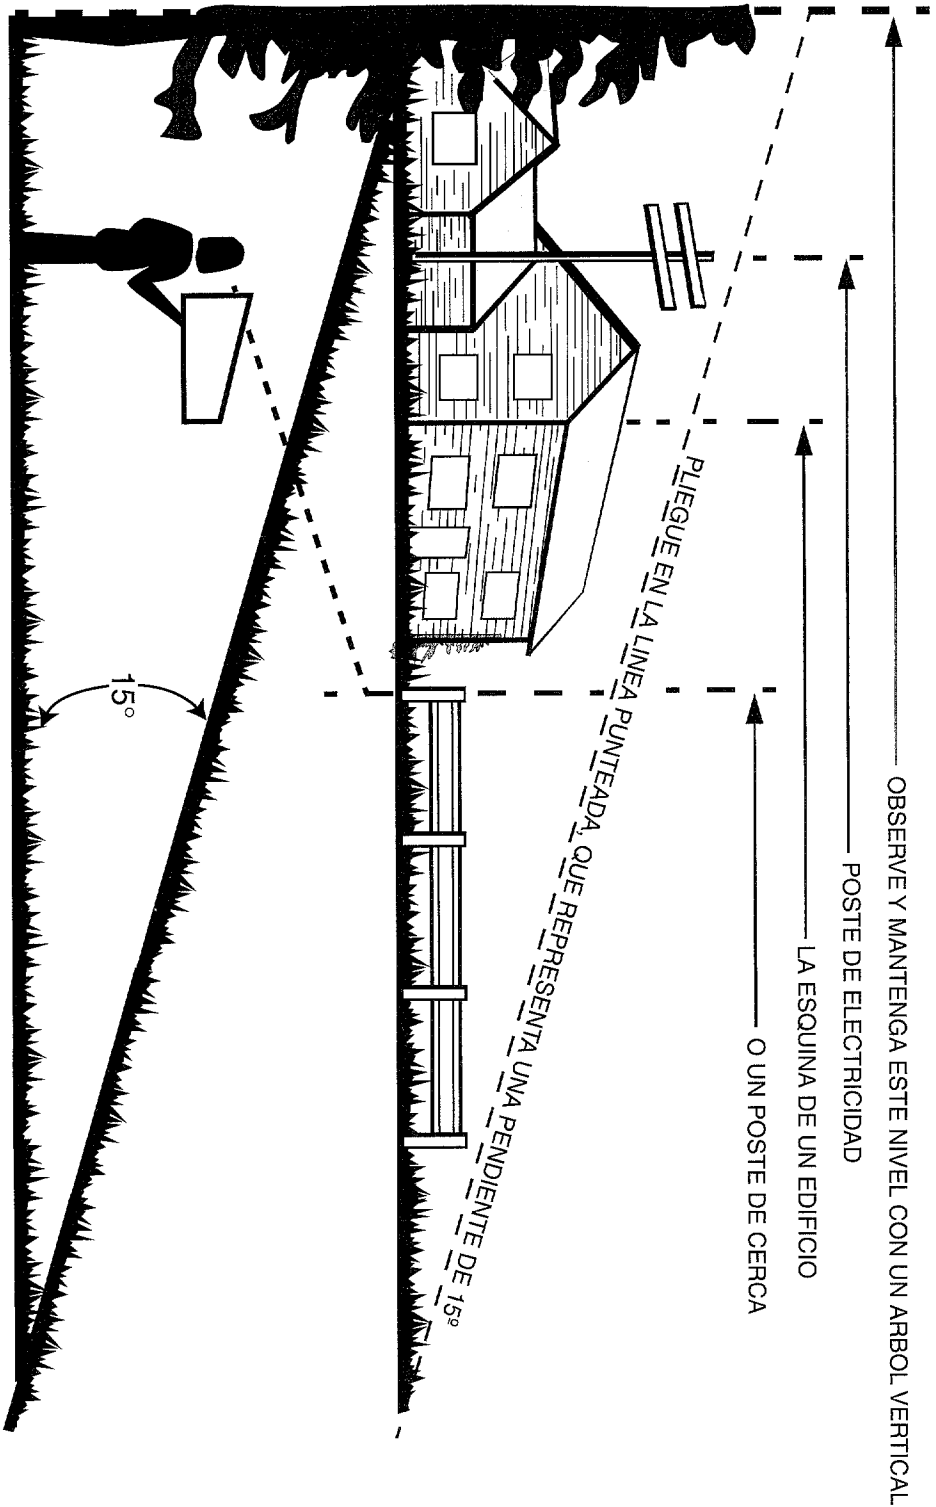 OBSERVE Y MANTENGA ESTE NIVEL CON UN ARBOL VERTICAL
POSTE DE ELECTRICIDAD
LA ESQUINA DE UN EDIFICIO
O UN POSTE DE CERCA
PLIEGUE EN LA LINEA PUNTEADA, QUE REPRESENTA UNA PENDIENTE DE 15º
15°